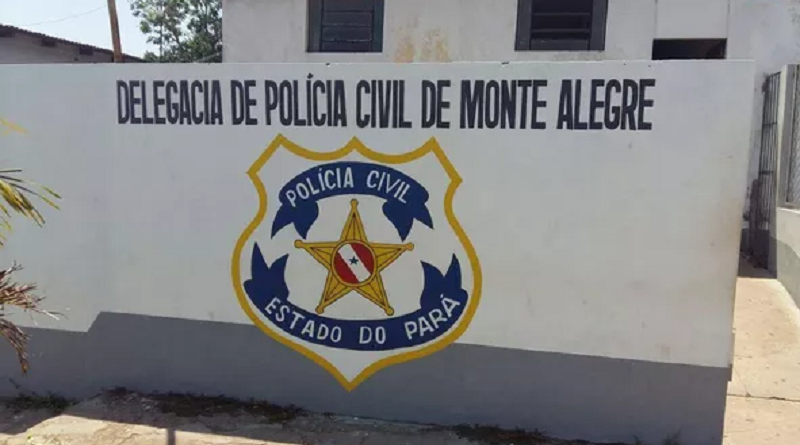 DELEGACIA DE POLÍCIA CIVIL DE MONTE ALEGRE
POLÍCIA CIVIL
ESTADO DO PARÁ